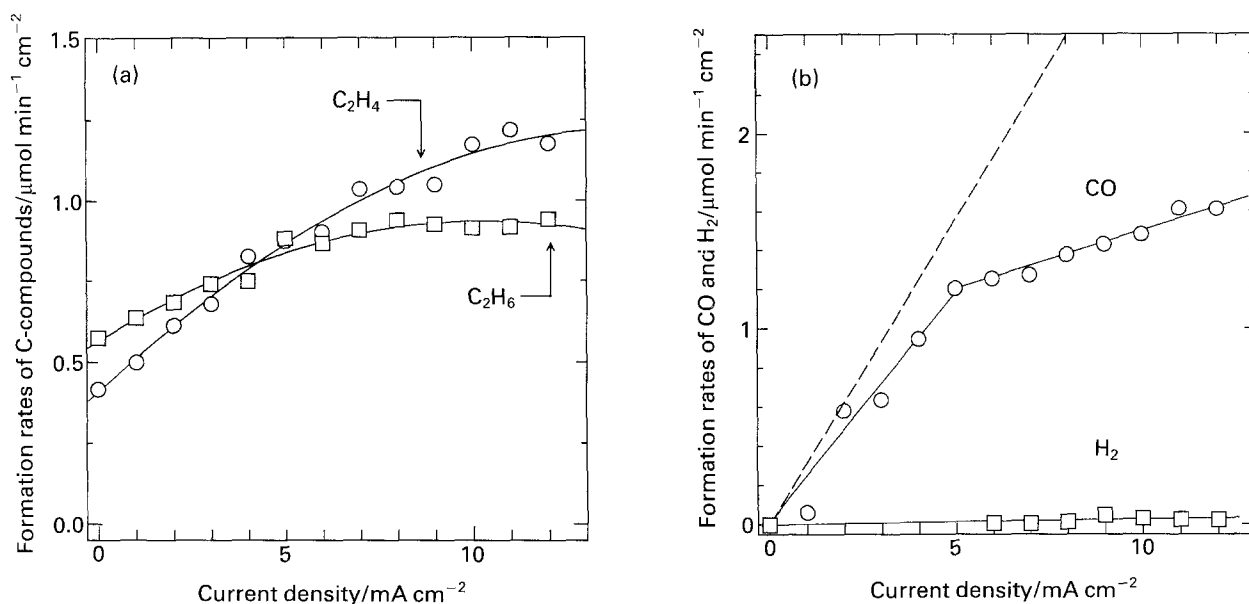 Formation rates of C-compounds/μmol min⁻¹ cm⁻²
1.5
1.0
0.5
0.0
(a)
C₂H₄
C₂H₆
0
5
10
Current density/mA cm⁻²
Formation rates of CO and H₂/μmol min⁻¹ cm⁻²
2
1
0
(b)
CO
H₂
0
5
10
Current density/mA cm⁻²